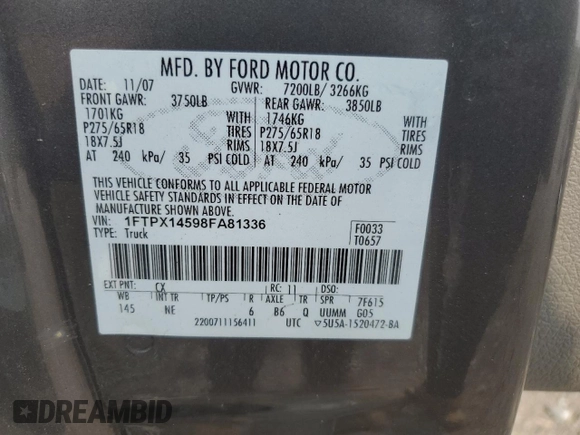 MFD. BY FORD MOTOR CO.
DATE: 11/07 GVWR: 7200LB/ 3266KG
FRONT GAWR: 3750LB REAR GAWR: 3850LB
1701KG WITH 1746KG WITH
P275/65R18 TIRES P275/65R18 TIRES
18X7.5J RIMS 18X7.5J RIMS
AT 240 kPa/ 35 PSI COLD AT 240 kPa/ 35 PSI COLD
THIS VEHICLE CONFORMS TO ALL APPLICABLE FEDERAL MOTOR
VEHICLE SAFETY STANDARDS IN EFFECT ON THE DATE OF
MANUFACTURE SHOWN ABOVE.
VIN: 1FTPX14598FA81336 F0033
TYPE: Truck T0657
EXT PNT: CX RC: 11 DSO:
WB INT TR TP/PS R AXLE TR SPR 7F615
145 NE 6 B6 Q UUMM G05
2200711156411 UTC ▽5U5A-1520472-BA
DREAMBID